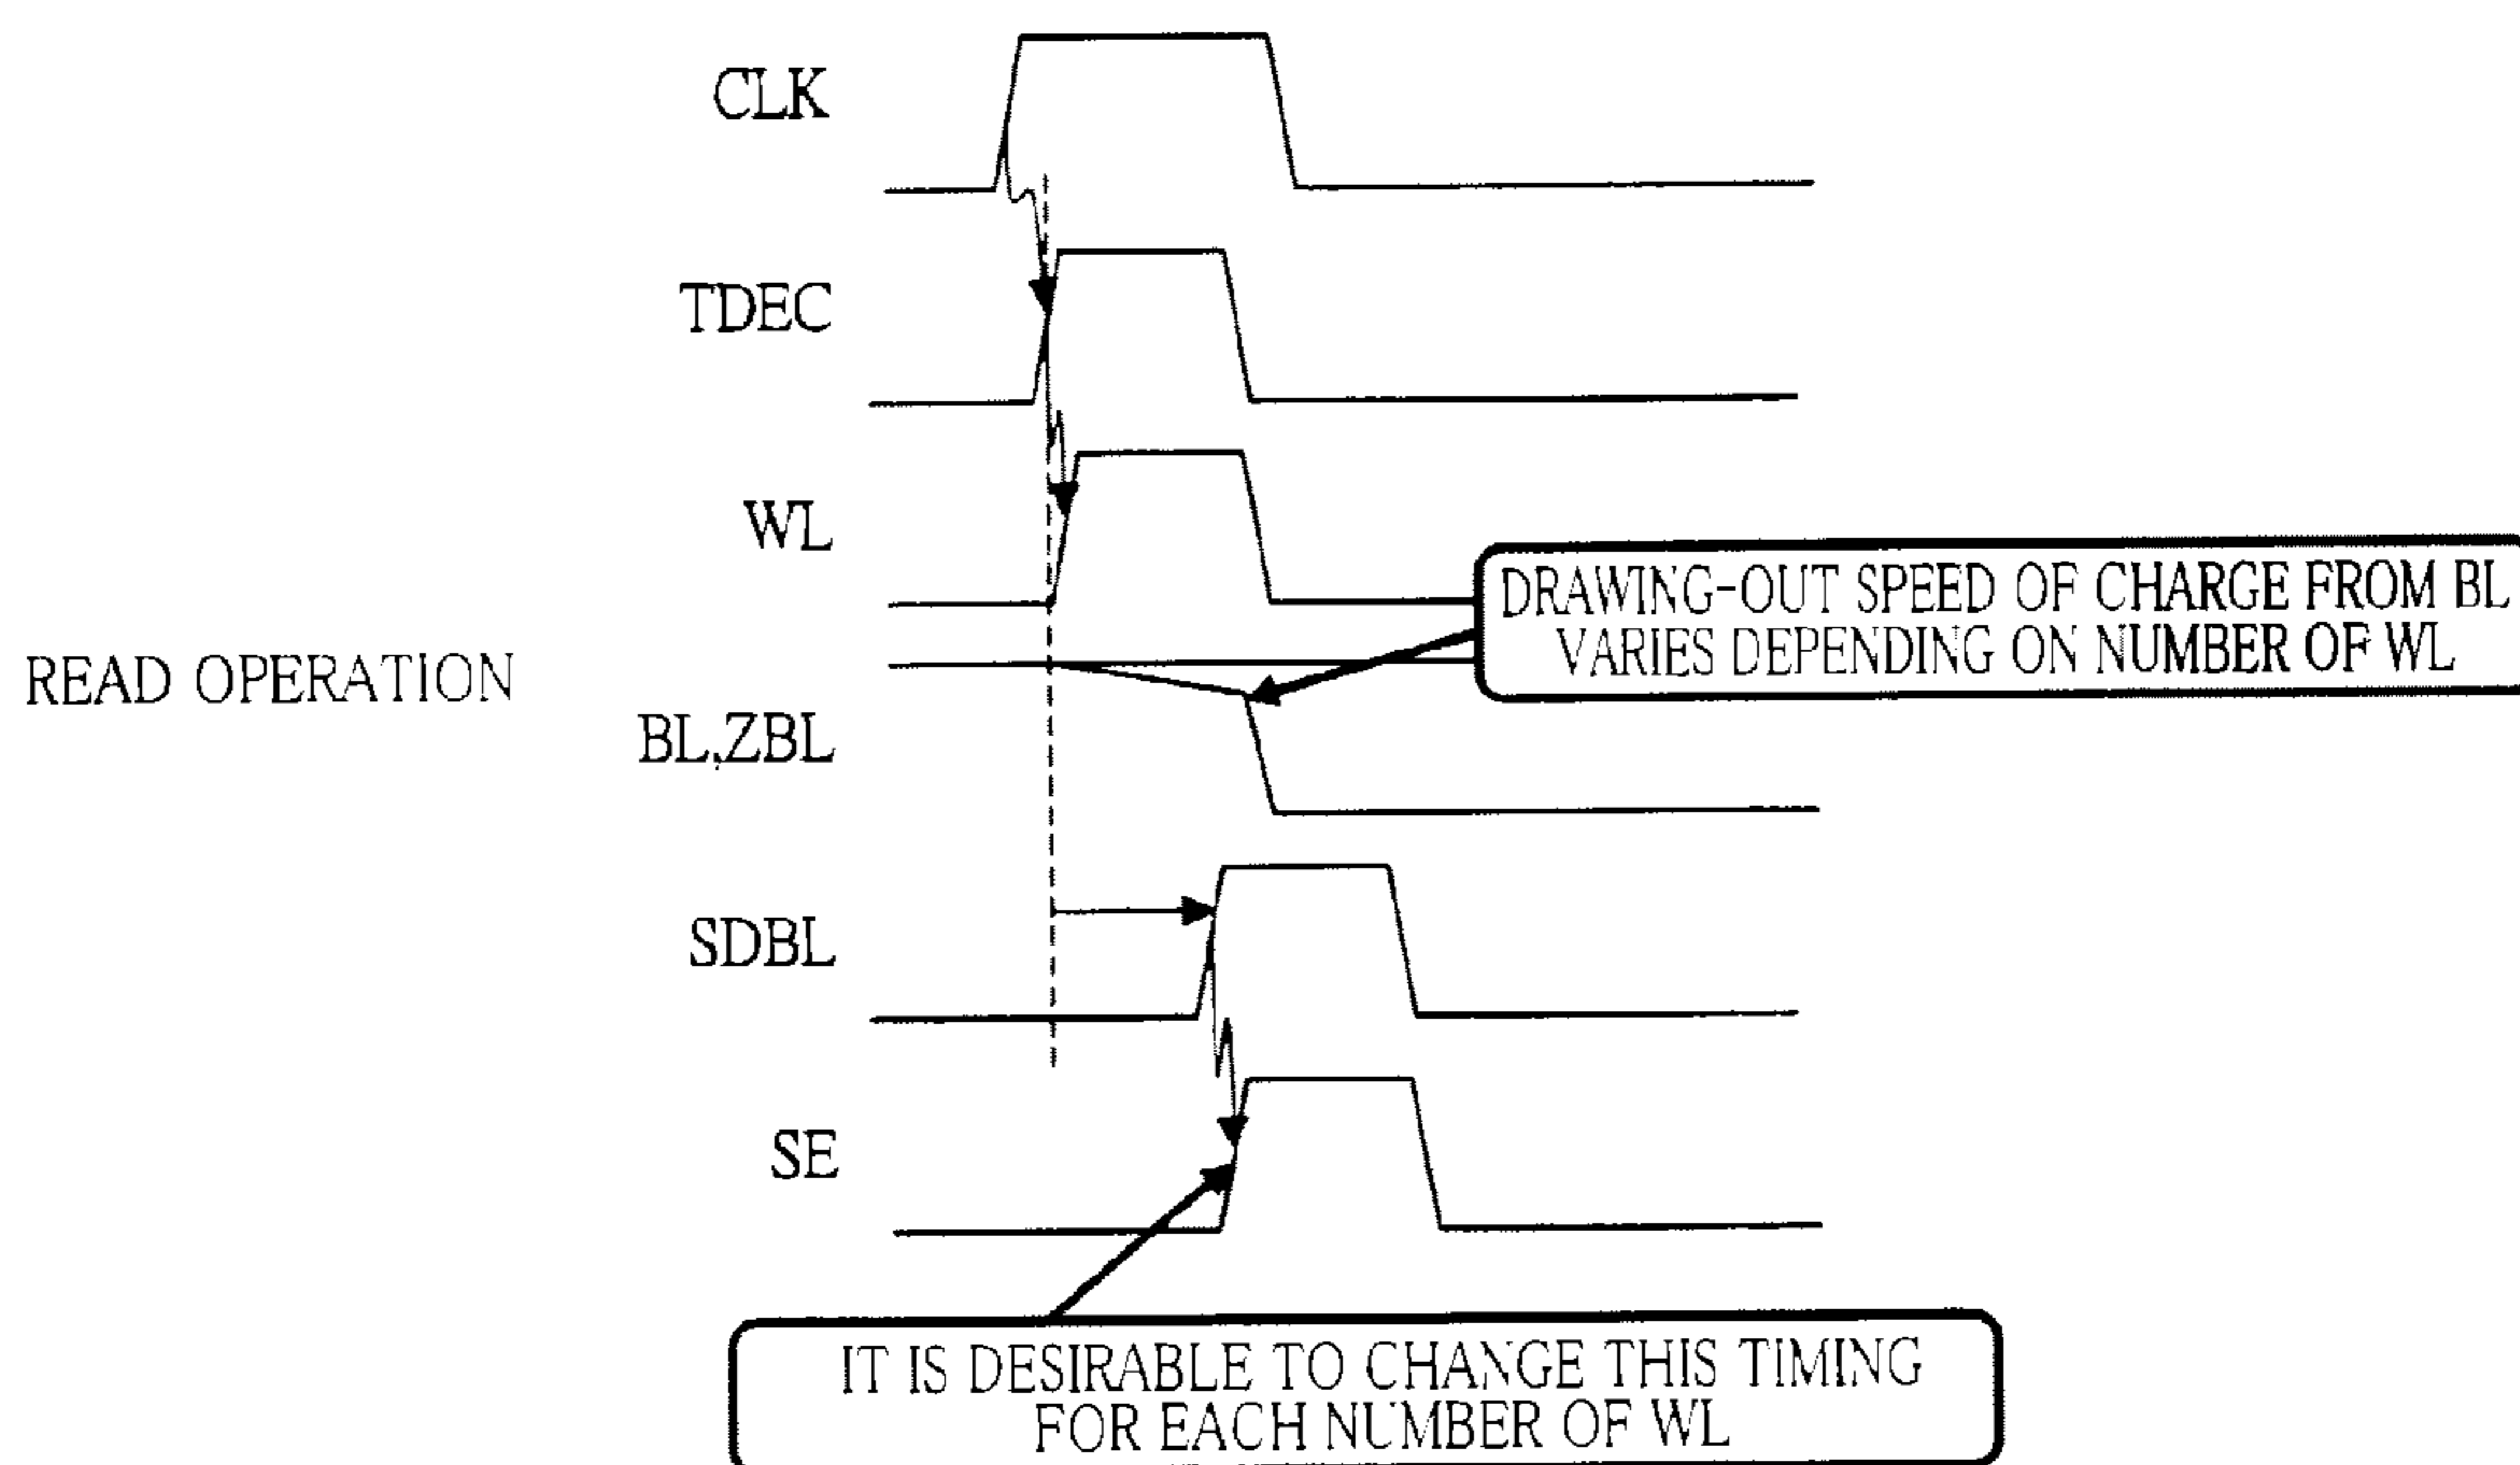 CLK
TDEC
WL
DRAWING-OUT SPEED OF CHARGE FROM BL
VARIES DEPENDING ON NUMBER OF WL
READ OPERATION
BL,ZBL
SDBL
SE
IT IS DESIRABLE TO CHANGE THIS TIMING
FOR EACH NUMBER OF WL